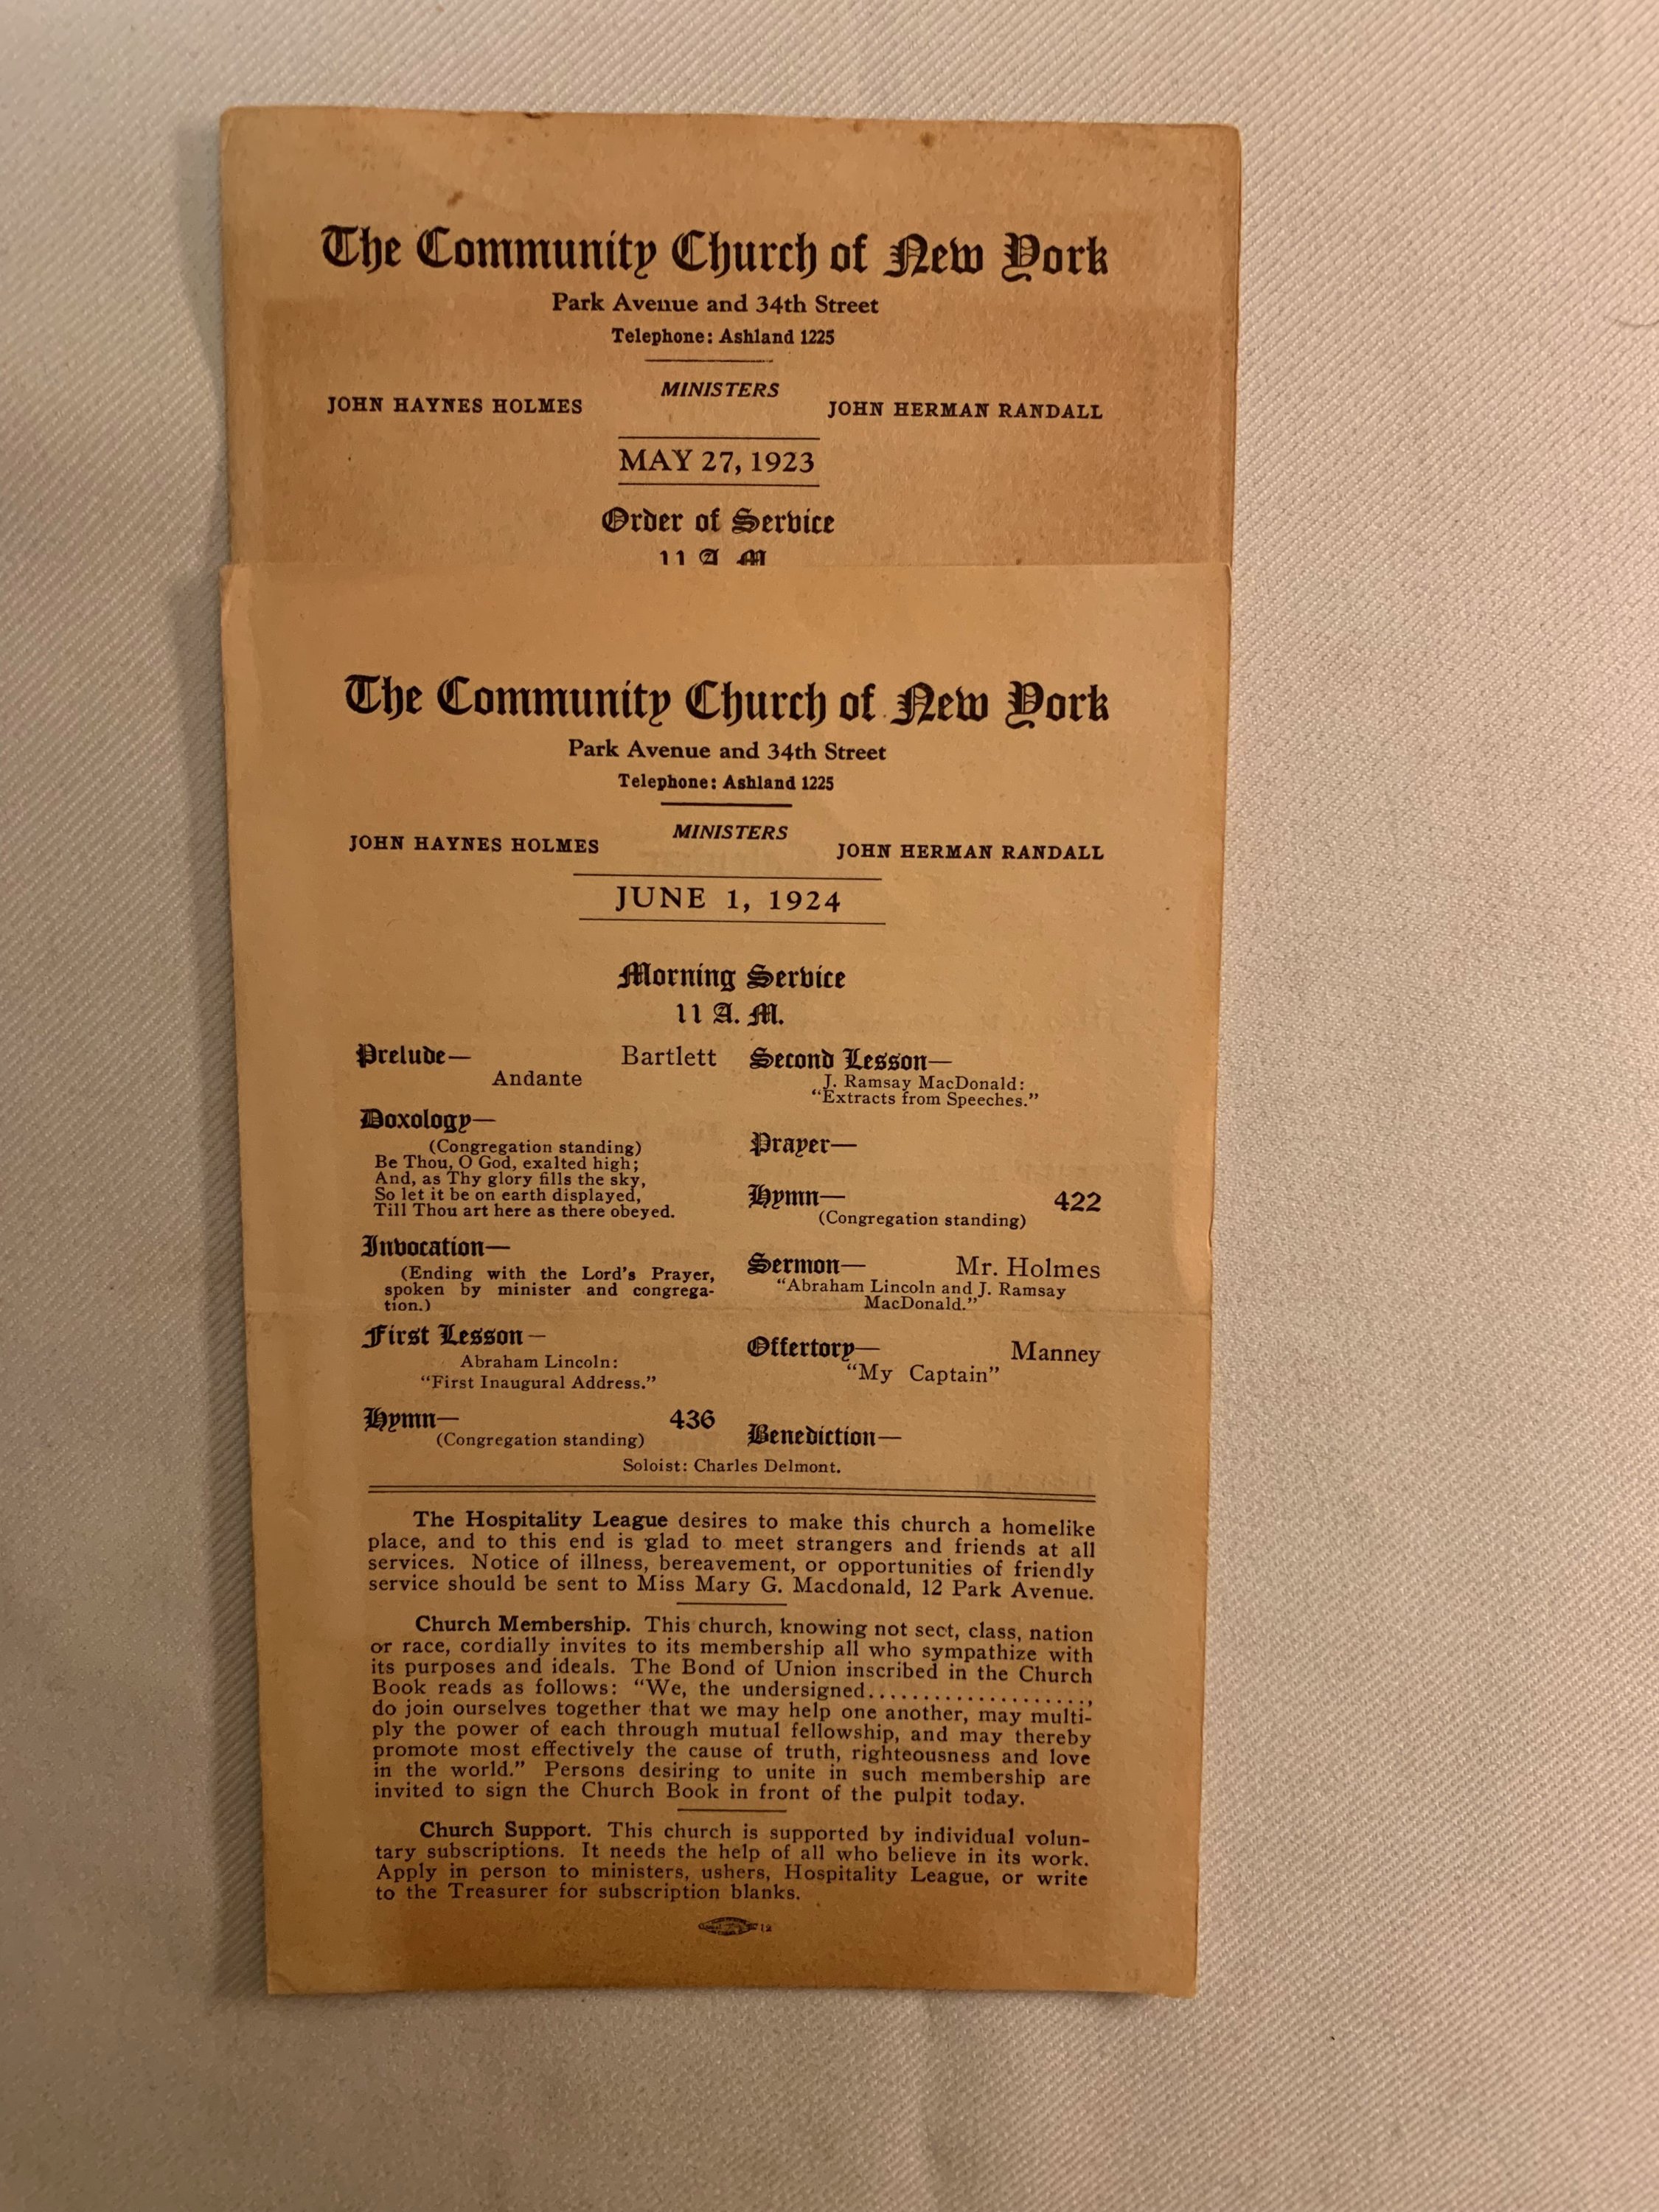 The Community Church of New York
Park Avenue and 34th Street
Telephone: Ashland 1225
MINISTERS
JOHN HAYNES HOLMES
JOHN HERMAN RANDALL
MAY 27, 1923
Order of Service
11 A M
The Community Church of New York
Park Avenue and 34th Street
Telephone: Ashland 1225
MINISTERS
JOHN HAYNES HOLMES
JOHN HERMAN RANDALL
JUNE 1, 1924
Morning Service
11 A. M.
Prelude— Bartlett
Andante
Doxology—
(Congregation standing)
Be Thou, O God, exalted high;
And, as Thy glory fills the sky,
So let it be on earth displayed,
Till Thou art here as there obeyed.
Invocation—
(Ending with the Lord's Prayer,
spoken by minister and congrega-
tion.)
First Lesson—
Abraham Lincoln:
"First Inaugural Address."
Hymn— 436
(Congregation standing)
Second Lesson—
J. Ramsay MacDonald:
"Extracts from Speeches."
Prayer—
Hymn— 422
(Congregation standing)
Sermon— Mr. Holmes
"Abraham Lincoln and J. Ramsay
MacDonald."
Offertory— Manney
"My Captain"
Benediction—
Soloist: Charles Delmont.
The Hospitality League desires to make this church a homelike
place, and to this end is glad to meet strangers and friends at all
services. Notice of illness, bereavement, or opportunities of friendly
service should be sent to Miss Mary G. Macdonald, 12 Park Avenue.
Church Membership. This church, knowing not sect, class, nation
or race, cordially invites to its membership all who sympathize with
its purposes and ideals. The Bond of Union inscribed in the Church
Book reads as follows: "We, the undersigned....................,
do join ourselves together that we may help one another, may multi-
ply the power of each through mutual fellowship, and may thereby
promote most effectively the cause of truth, righteousness and love
in the world." Persons desiring to unite in such membership are
invited to sign the Church Book in front of the pulpit today.
Church Support. This church is supported by individual volun-
tary subscriptions. It needs the help of all who believe in its work.
Apply in person to ministers, ushers, Hospitality League, or write
to the Treasurer for subscription blanks.
12